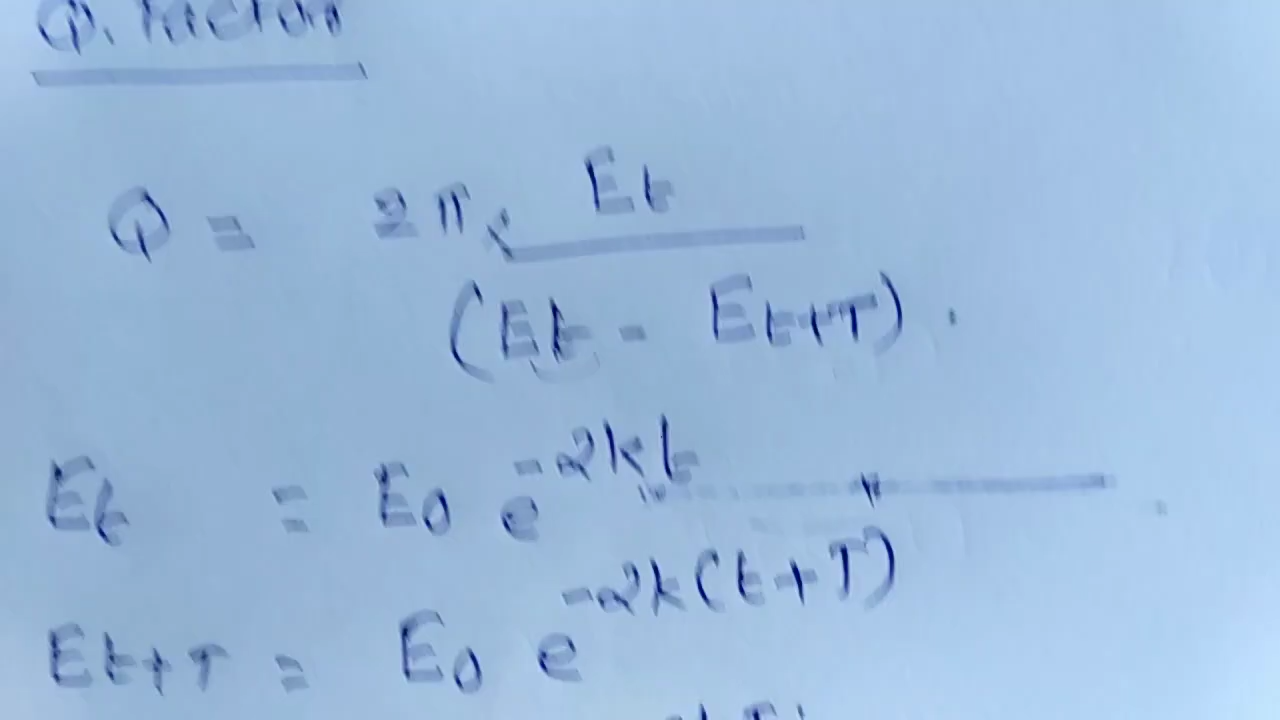 Q. factor
Q = 2π × Et
(Et - Et+T).
Et = E0 e^-2kt
Et+T = E0 e^-2k(t+T)